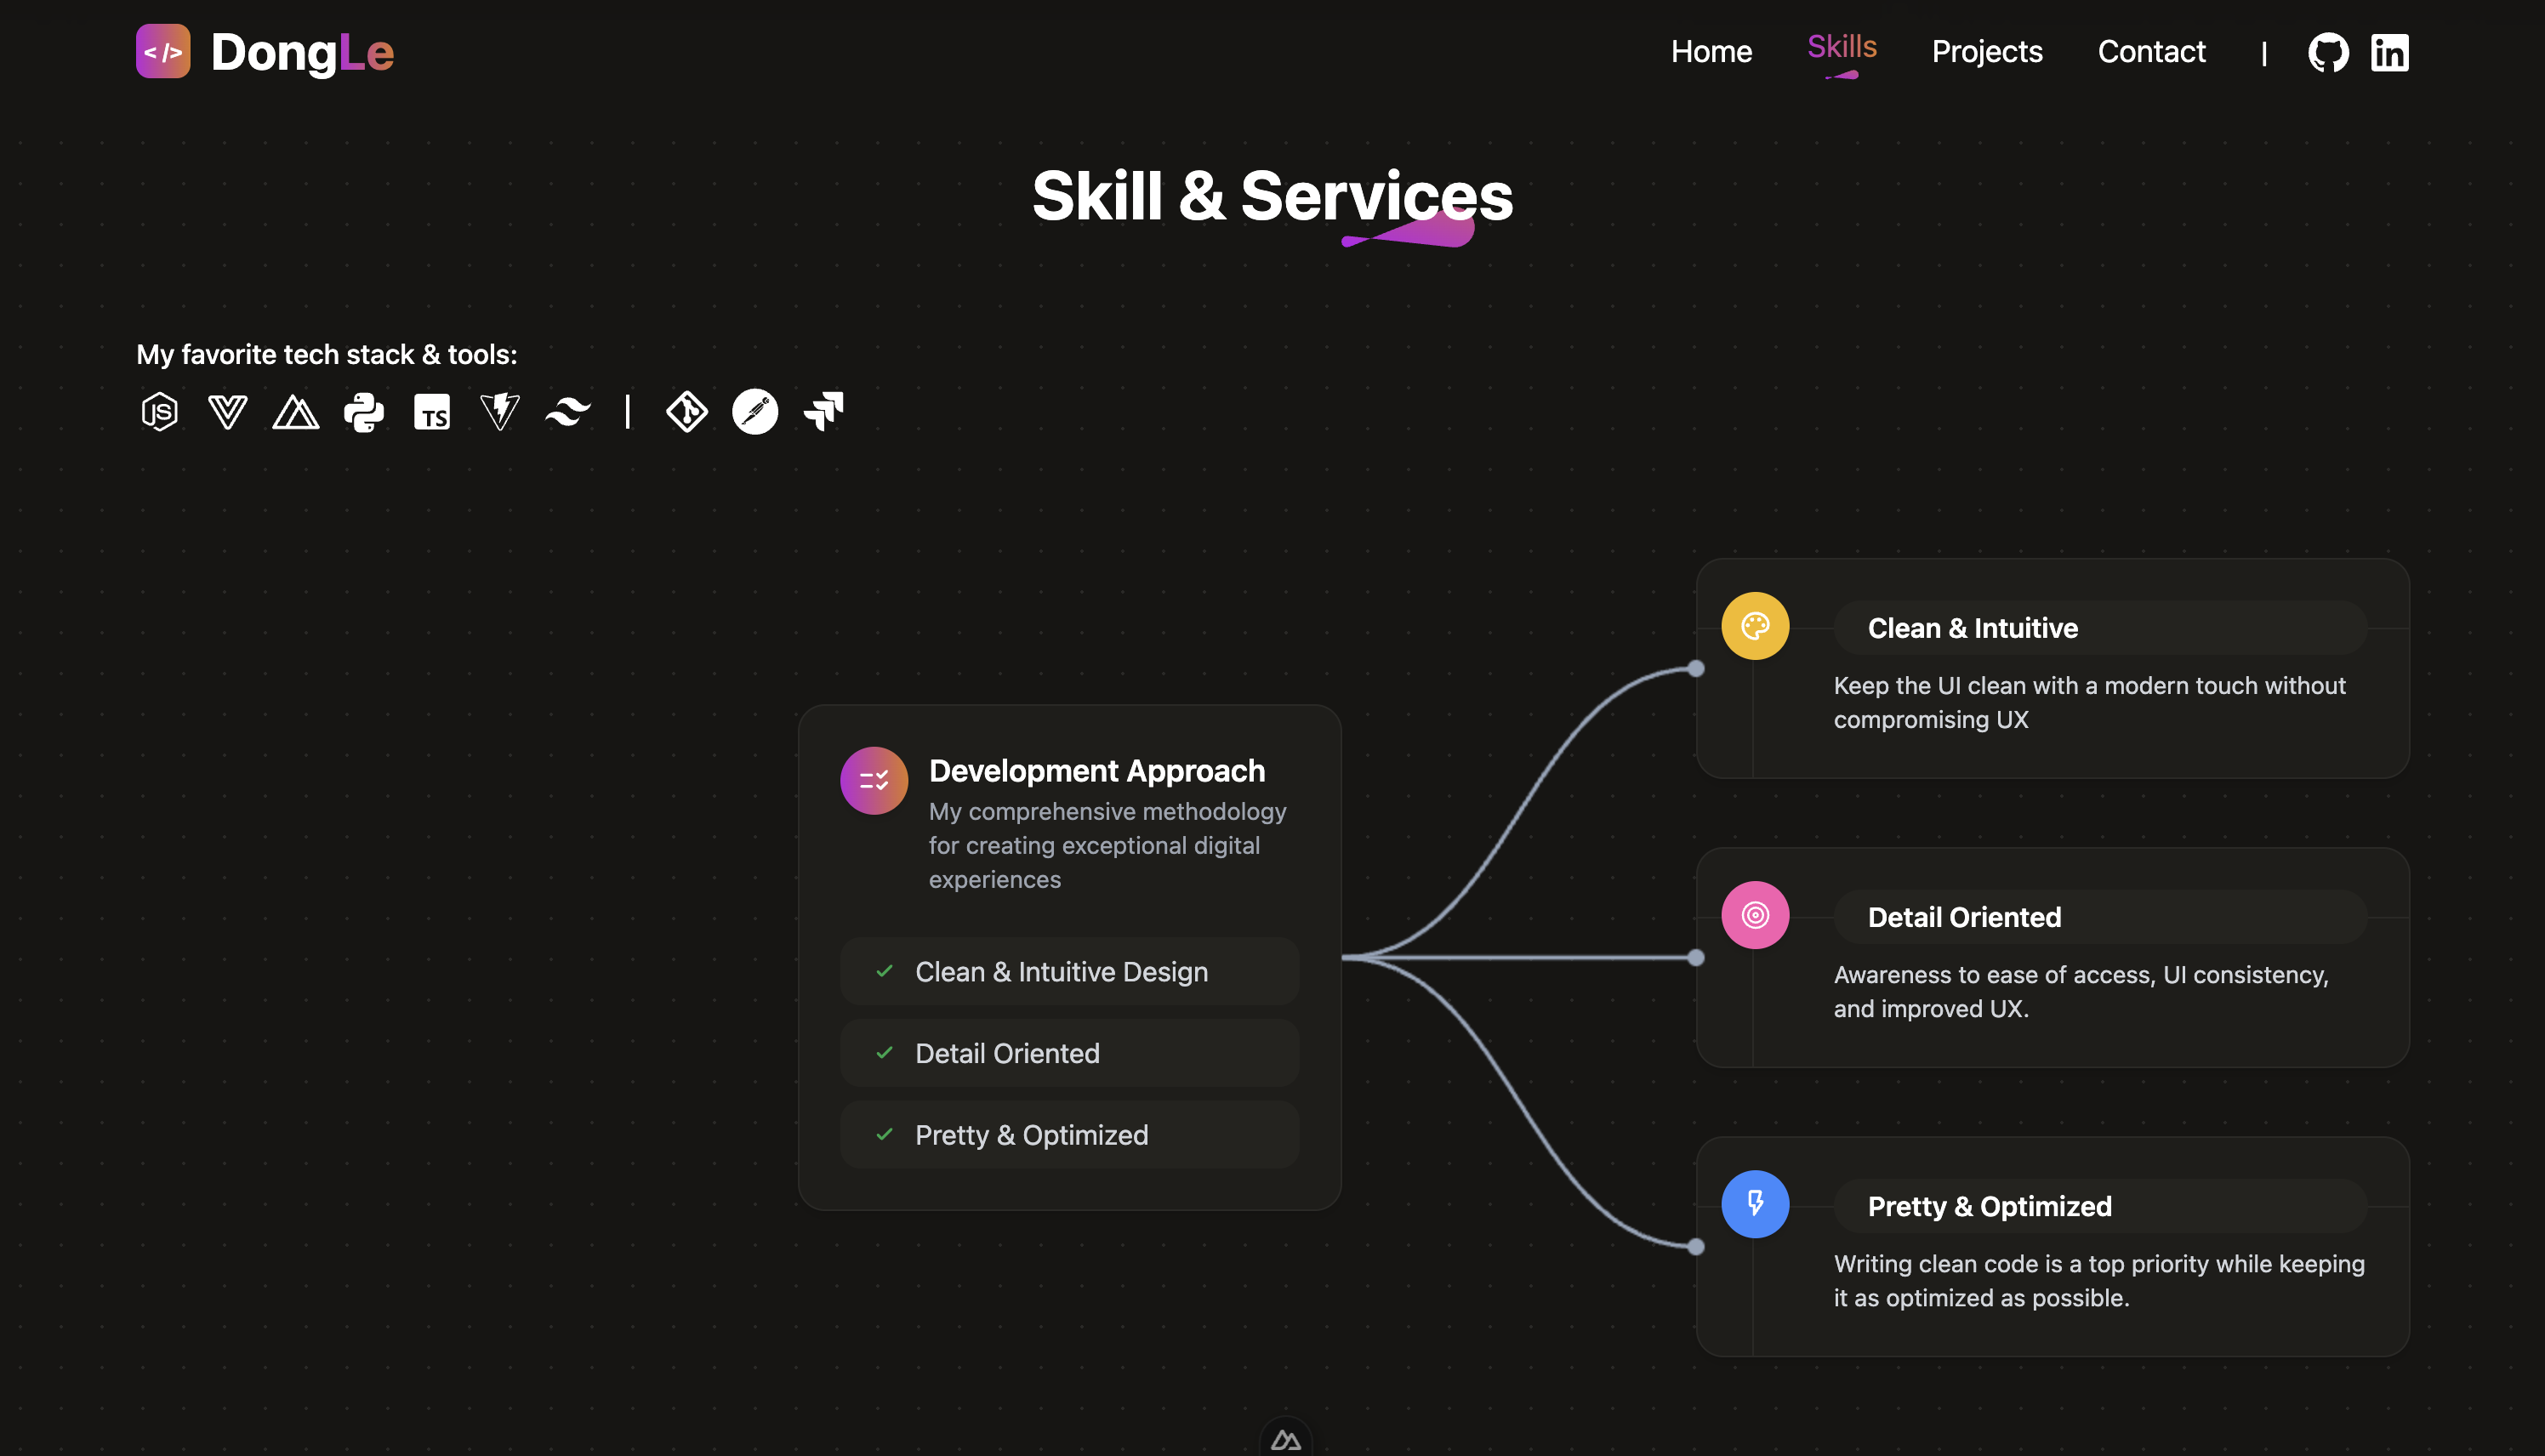 </> DongLe
Home Skills Projects Contact |
Skill & Services
My favorite tech stack & tools:
JS TS |
Development Approach
My comprehensive methodology
for creating exceptional digital
experiences
Clean & Intuitive Design
Detail Oriented
Pretty & Optimized
Clean & Intuitive
Keep the UI clean with a modern touch without
compromising UX
Detail Oriented
Awareness to ease of access, UI consistency,
and improved UX.
Pretty & Optimized
Writing clean code is a top priority while keeping
it as optimized as possible.